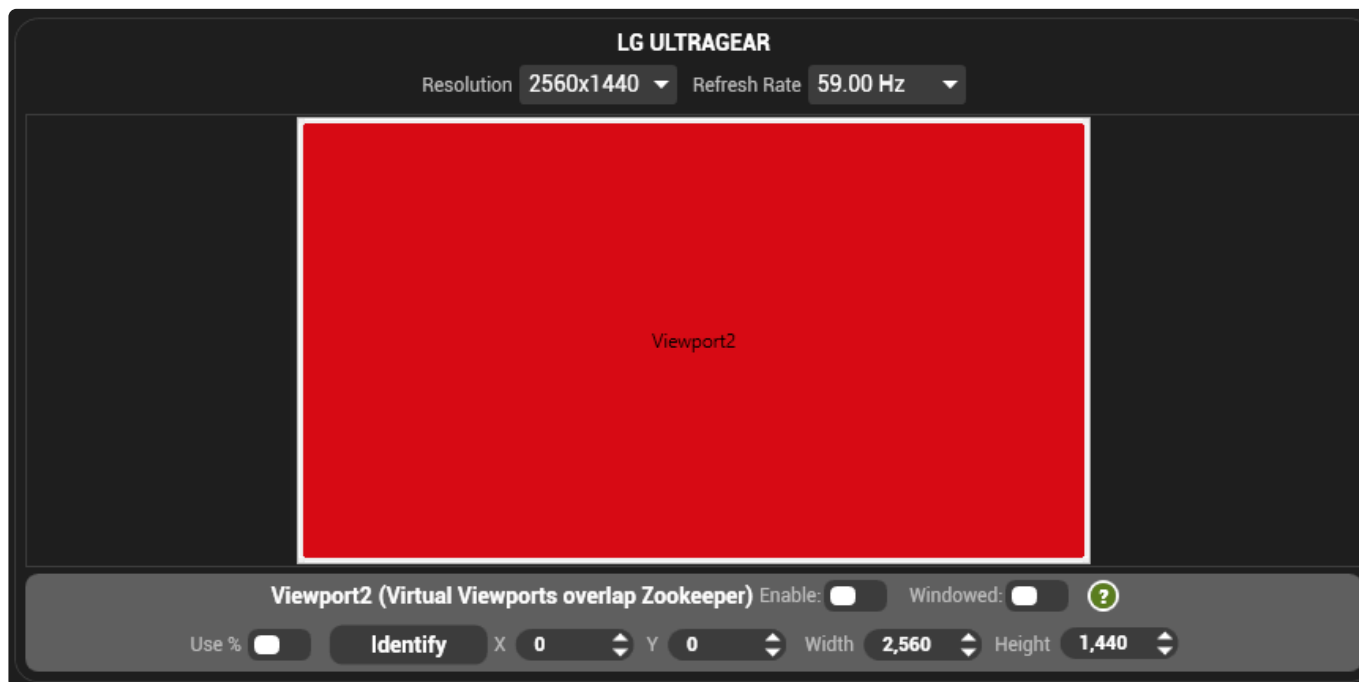 LG ULTRAGEAR
Resolution 2560x1440 Refresh Rate 59.00 Hz
Viewport2
Viewport2 (Virtual Viewports overlap Zookeeper) Enable: Windowed: ?
Use % Identify X 0 Y 0 Width 2,560 Height 1,440